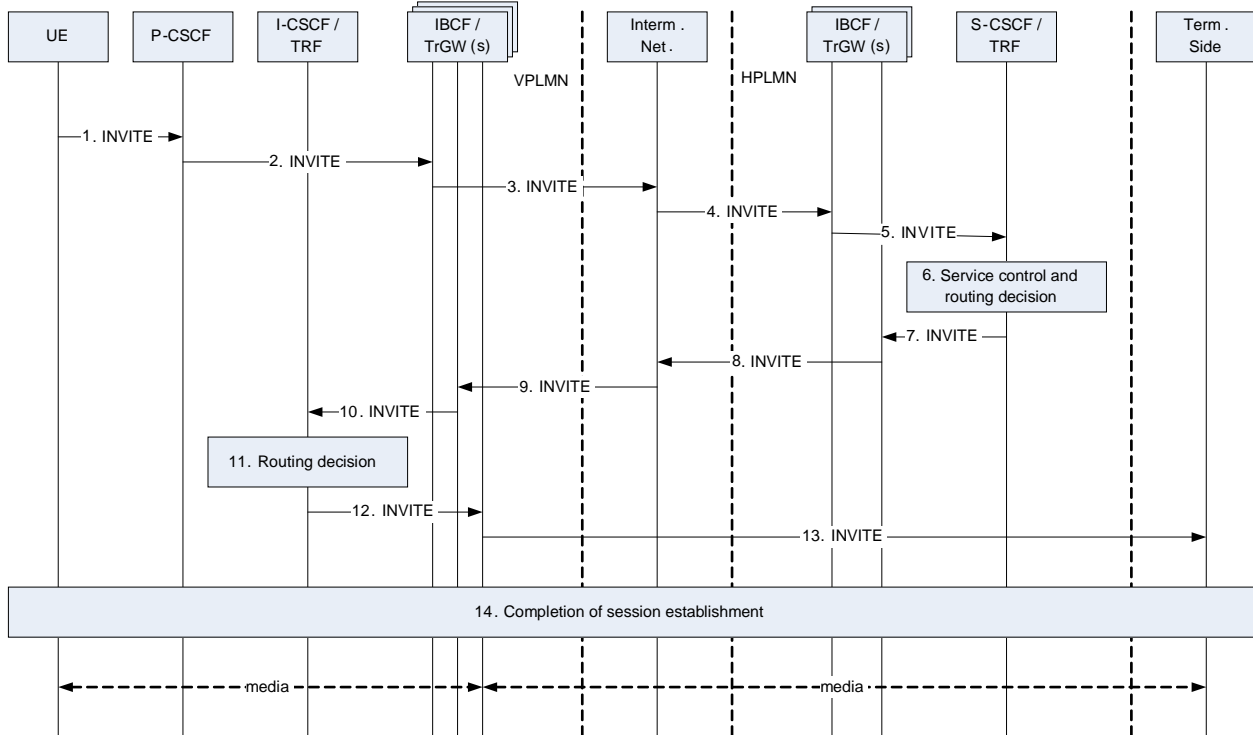 UE
P-CSCF
I-CSCF /
TRF
IBCF /
TrGW (s)
Interm.
Net.
IBCF /
TrGW (s)
S-CSCF /
TRF
Term.
Side
VPLMN
HPLMN
1. INVITE
2. INVITE
3. INVITE
4. INVITE
5. INVITE
6. Service control and
routing decision
7. INVITE
8. INVITE
9. INVITE
10. INVITE
11. Routing decision
12. INVITE
13. INVITE
14. Completion of session establishment
media
media